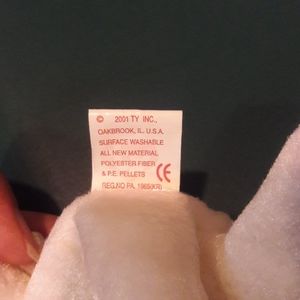 © 2001 TY INC.,
OAKBROOK, IL. U.S.A.
SURFACE WASHABLE
ALL NEW MATERIAL
POLYESTER FIBER
& P.E. PELLETS CE
REG.NO PA. 1965(KR)